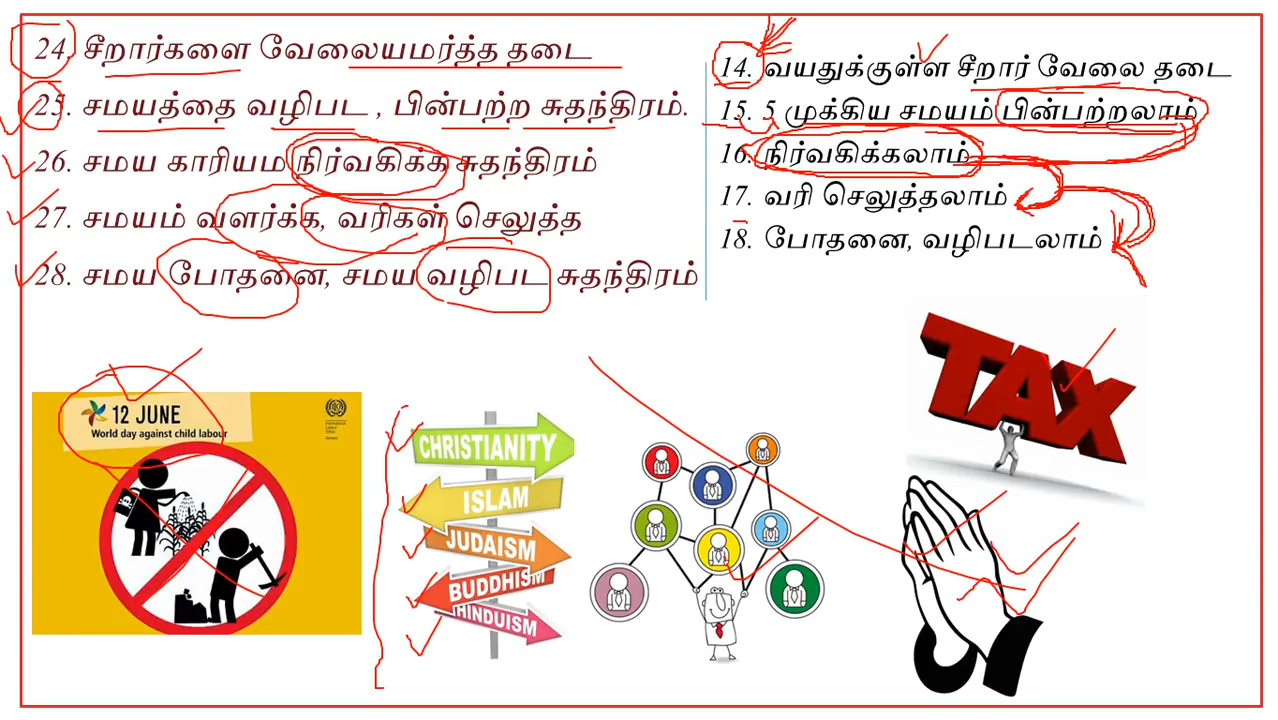 24. சீறார்களை வேலையமர்த்த தடை
25. சமயத்தை வழிபட , பின்பற்ற சுதந்திரம்.
26. சமய காரியம நிர்வகிக்க சுதந்திரம்
27. சமயம் வளர்க்க, வரிகள் செலுத்த
28. சமய போதனை, சமய வழிபட சுதந்திரம்
14. வயதுக்குள்ள சீறார் வேலை தடை
15. 5 முக்கிய சமயம் பின்பற்றலாம்
16. நிர்வகிக்கலாம்
17. வரி செலுத்தலாம்
18. போதனை, வழிபடலாம்
12 JUNE
World day against child labour
CHRISTIANITY
ISLAM
JUDAISM
BUDDHISM
HINDUISM
TAX